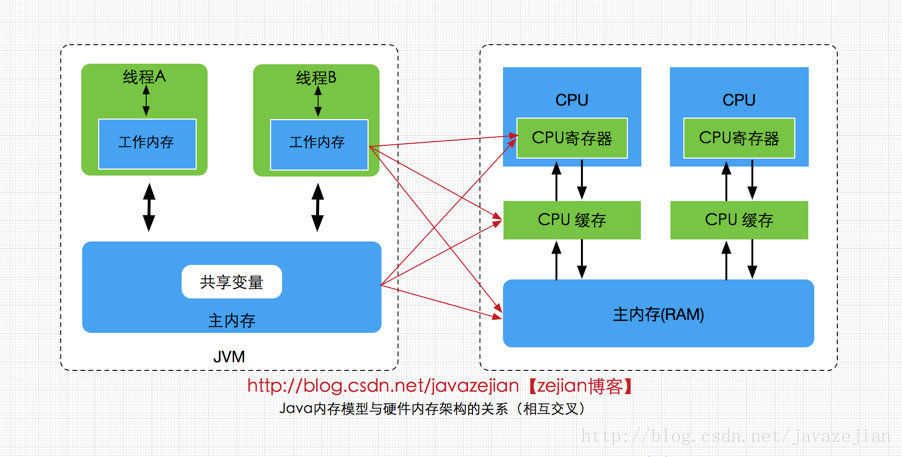 线程A
工作内存
线程B
工作内存
共享变量
主内存
JVM
CPU
CPU寄存器
CPU 缓存
CPU
CPU寄存器
CPU 缓存
主内存(RAM)
http://blog.csdn.net/javazejian【zejian博客】
Java内存模型与硬件内存架构的关系（相互交叉）
http://blog.csdn.net/javazejian